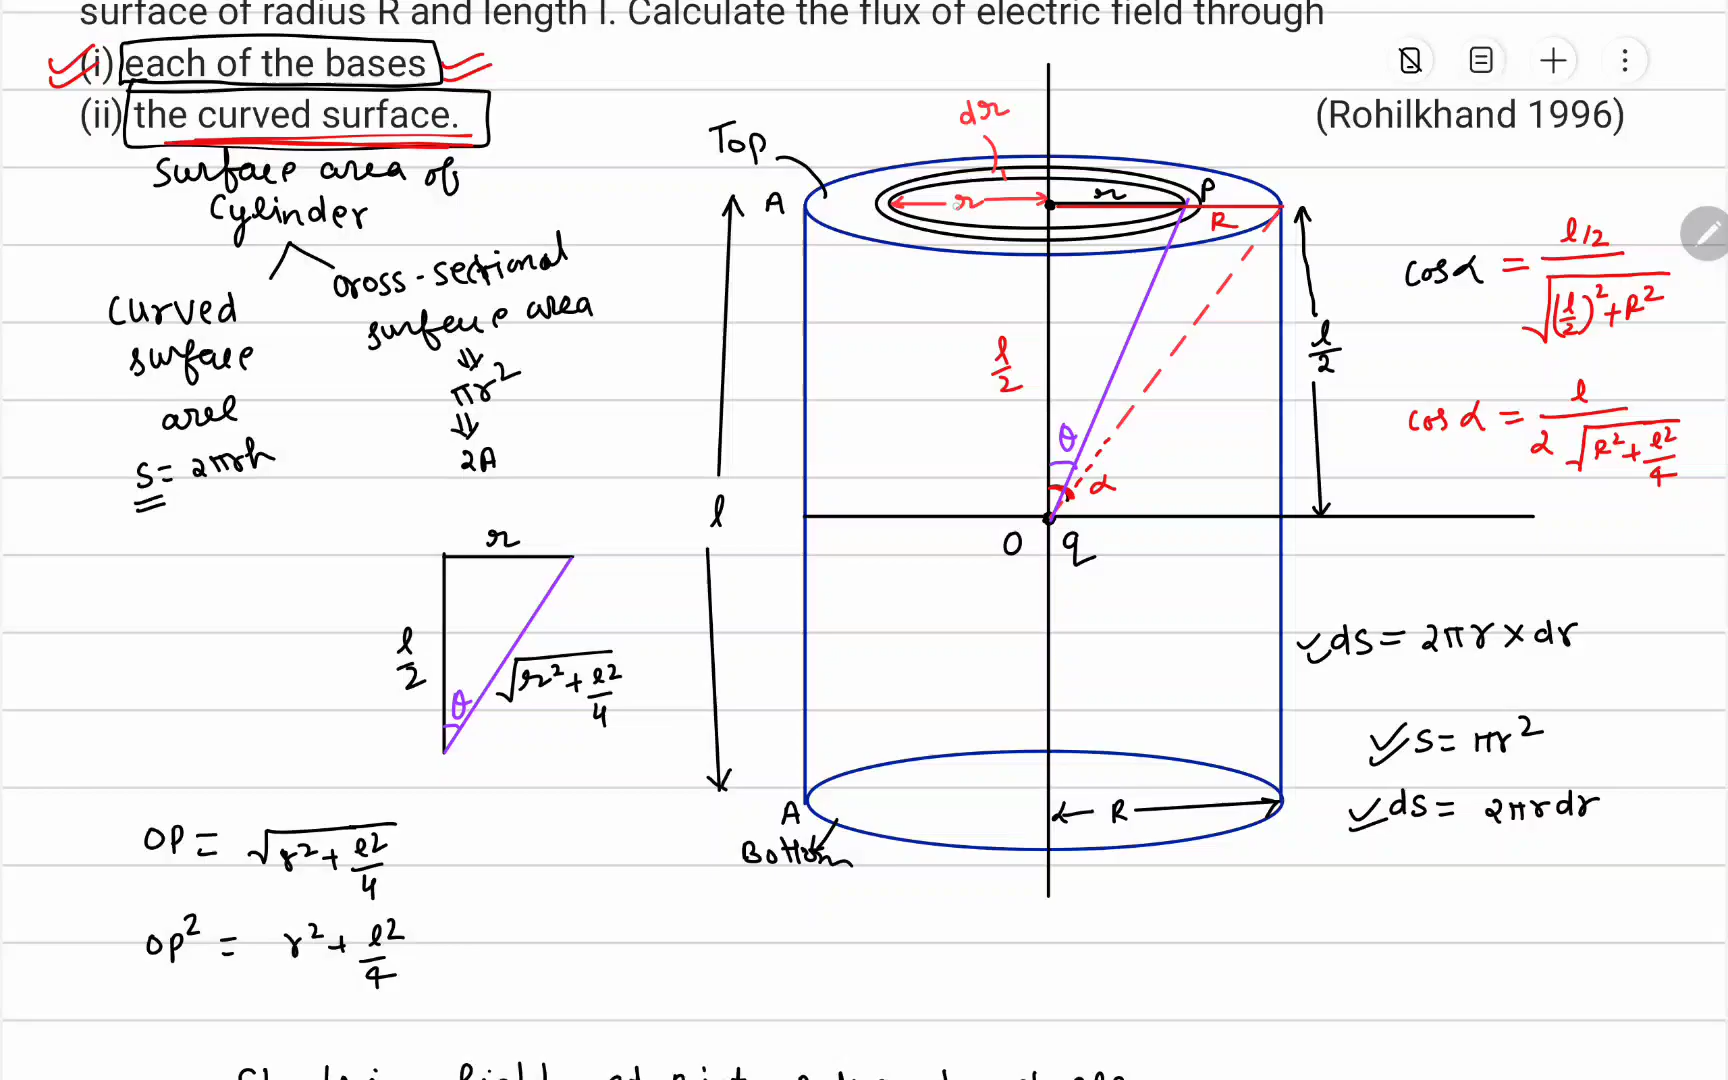 surface of radius R and length l. Calculate the flux of electric field through
(i) each of the bases
(ii) the curved surface.
(Rohilkhand 1996)
Surface area of
Cylinder
Curved
surface
area
S = 2πrh
cross-sectional
surface area
⇓
πr²
⇓
2A
Top
dr
A
r
r
P
R
l/2
l/2
l
θ
α
O
q
A
Bottom
R
cosα = l/2 / √((l/2)²+R²)
cosα = l / 2√(R²+l²/4)
r
l/2
θ
√(r²+l²/4)
OP = √(r²+l²/4)
OP² = r²+l²/4
ds = 2πr×dr
S = πr²
ds = 2πrdr